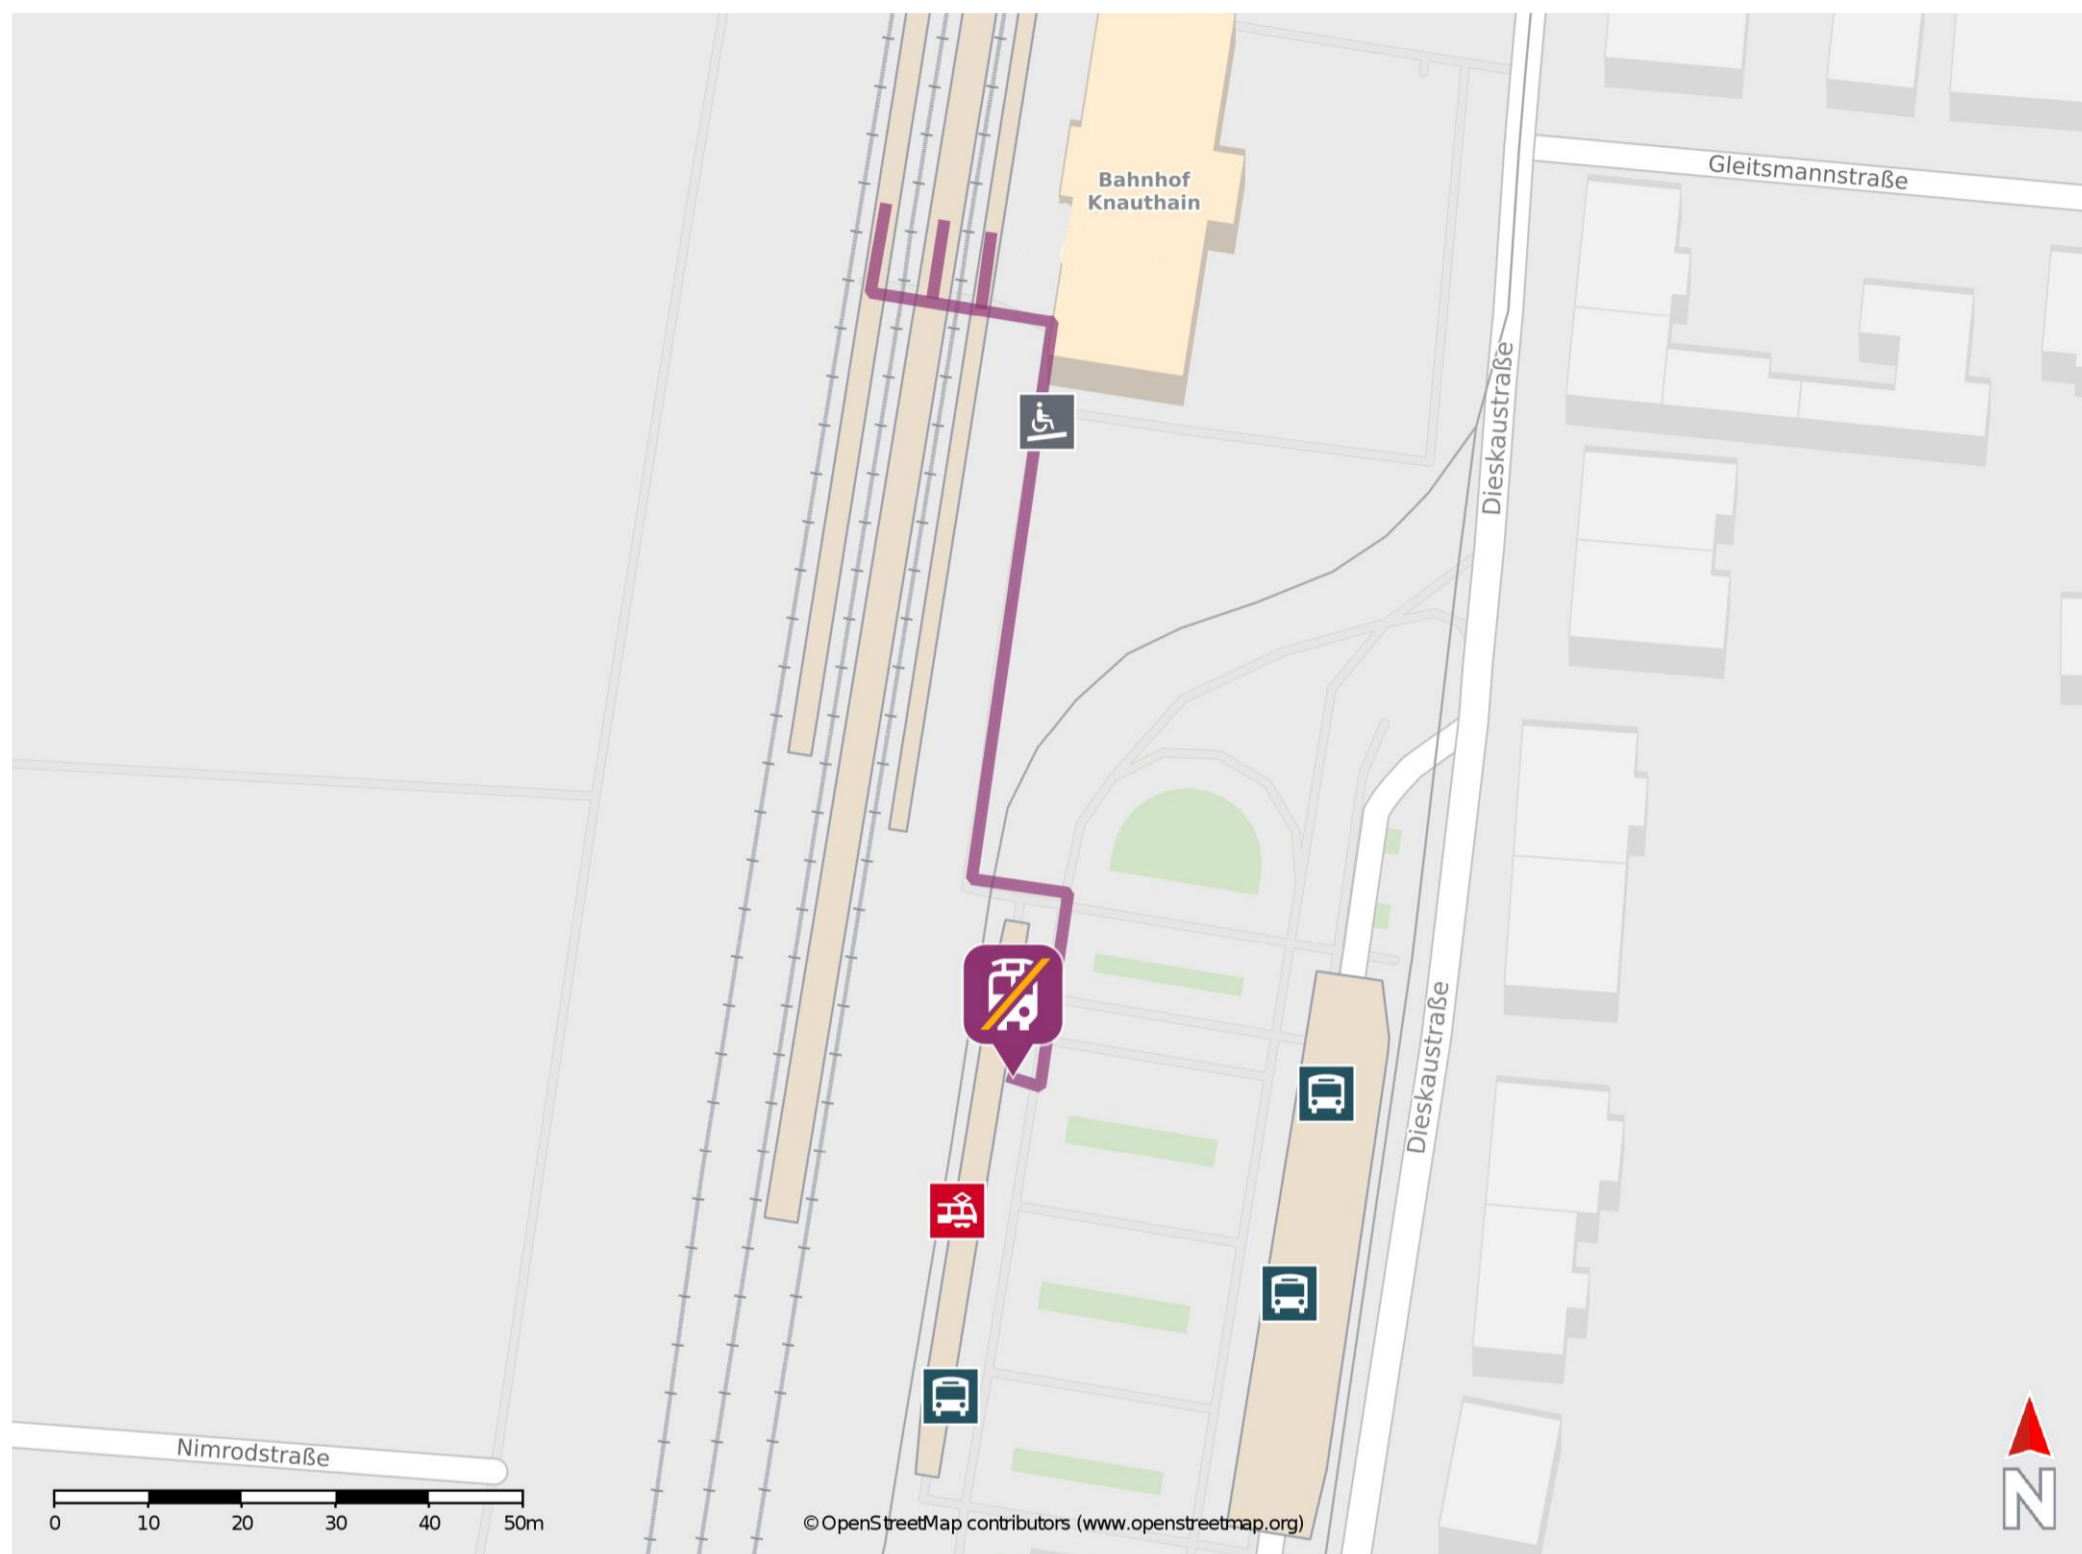 Gleitsmannstraße
Bahnhof
Knauthain
Dieskaustraße
Dieskaustraße
Nimrodstraße
0 10 20 30 40 50m
© OpenStreetMap contributors (www.openstreetmap.org)
N